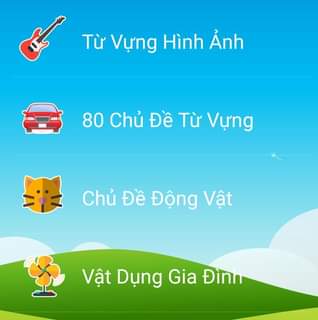 Từ Vựng Hình Ảnh
80 Chủ Đề Từ Vựng
Chủ Đề Động Vật
Vật Dụng Gia Đình